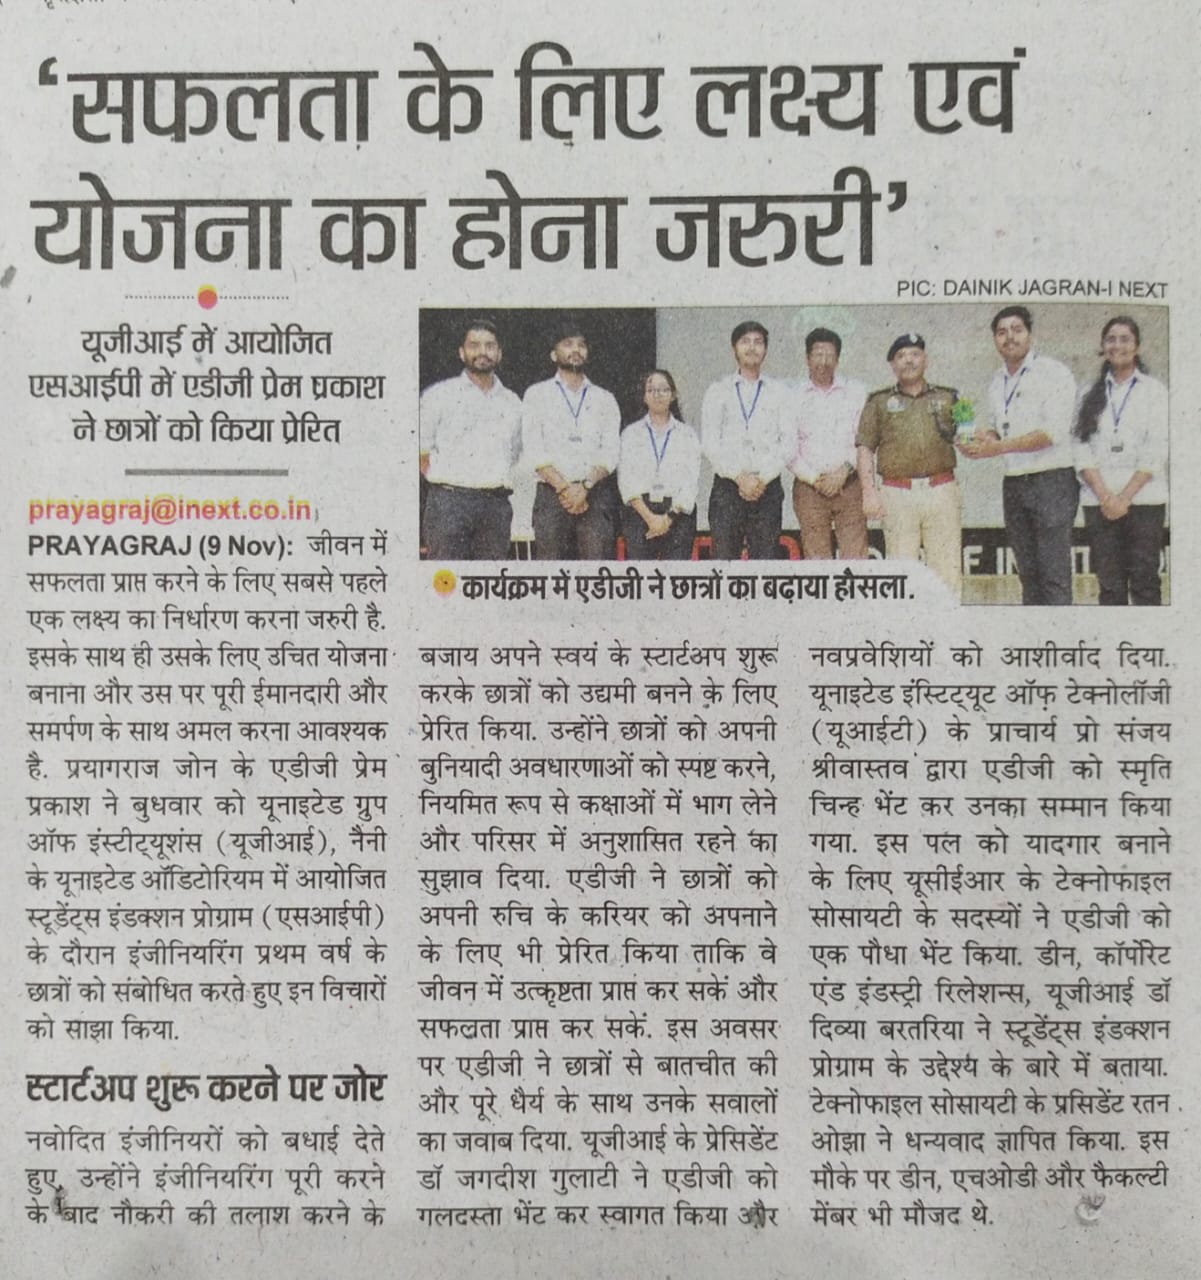 ‘सफलता के लिए लक्ष्य एवं
योजना का होना जरुरी’
यूजीआई में आयोजित
एसआईपी में एडीजी प्रेम प्रकाश
ने छात्रों को किया प्रेरित
PIC: DAINIK JAGRAN-I NEXT
कार्यक्रम में एडीजी ने छात्रों का बढ़ाया हौसला.
prayagraj@inext.co.in
PRAYAGRAJ (9 Nov): जीवन में
सफलता प्राप्त करने के लिए सबसे पहले
एक लक्ष्य का निर्धारण करना जरुरी है.
इसके साथ ही उसके लिए उचित योजना
बनाना और उस पर पूरी ईमानदारी और
समर्पण के साथ अमल करना आवश्यक
है. प्रयागराज जोन के एडीजी प्रेम
प्रकाश ने बुधवार को यूनाइटेड ग्रुप
ऑफ इंस्टीट्यूशंस (यूजीआई), नैनी
के यूनाइटेड ऑडिटोरियम में आयोजित
स्टूडेंट्स इंडक्शन प्रोग्राम (एसआईपी)
के दौरान इंजीनियरिंग प्रथम वर्ष के
छात्रों को संबोधित करते हुए इन विचारों
को साझा किया.
स्टार्टअप शुरू करने पर जोर
नवोदित इंजीनियरों को बधाई देते
हुए, उन्होंने इंजीनियरिंग पूरी करने
के बाद नौकरी की तलाश करने के
बजाय अपने स्वयं के स्टार्टअप शुरू
करके छात्रों को उद्यमी बनने के लिए
प्रेरित किया. उन्होंने छात्रों को अपनी
बुनियादी अवधारणाओं को स्पष्ट करने,
नियमित रूप से कक्षाओं में भाग लेने
और परिसर में अनुशासित रहने का
सुझाव दिया. एडीजी ने छात्रों को
अपनी रुचि के करियर को अपनाने
के लिए भी प्रेरित किया ताकि वे
जीवन में उत्कृष्टता प्राप्त कर सकें और
सफलता प्राप्त कर सकें. इस अवसर
पर एडीजी ने छात्रों से बातचीत की
और पूरे धैर्य के साथ उनके सवालों
का जवाब दिया. यूजीआई के प्रेसिडेंट
डॉ जगदीश गुलाटी ने एडीजी को
गलदस्ता भेंट कर स्वागत किया और
नवप्रवेशियों को आशीर्वाद दिया.
यूनाइटेड इंस्टिट्यूट ऑफ़ टेक्नोलॉजी
(यूआईटी) के प्राचार्य प्रो संजय
श्रीवास्तव द्वारा एडीजी को स्मृति
चिन्ह भेंट कर उनका सम्मान किया
गया. इस पल को यादगार बनाने
के लिए यूसीईआर के टेक्नोफाइल
सोसायटी के सदस्यों ने एडीजी को
एक पौधा भेंट किया. डीन, कॉर्पोरेट
एंड इंडस्ट्री रिलेशन्स, यूजीआई डॉ
दिव्या बरतरिया ने स्टूडेंट्स इंडक्शन
प्रोग्राम के उद्देश्य के बारे में बताया.
टेक्नोफाइल सोसायटी के प्रसिडेंट रतन
ओझा ने धन्यवाद ज्ञापित किया. इस
मौके पर डीन, एचओडी और फैकल्टी
मेंबर भी मौजद थे.